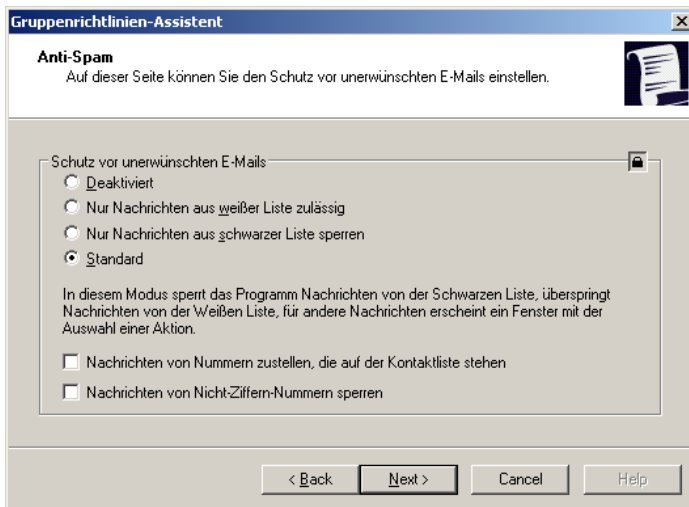 Gruppenrichtlinien-Assistent
Anti-Spam
Auf dieser Seite können Sie den Schutz vor unerwünschten E-Mails einstellen.
Schutz vor unerwünschten E-Mails
Deaktiviert
Nur Nachrichten aus weißer Liste zulässig
Nur Nachrichten aus schwarzer Liste sperren
Standard
In diesem Modus sperrt das Programm Nachrichten von der Schwarzen Liste, überspringt
Nachrichten von der Weißen Liste, für andere Nachrichten erscheint ein Fenster mit der
Auswahl einer Aktion.
Nachrichten von Nummern zustellen, die auf der Kontaktliste stehen
Nachrichten von Nicht-Ziffern-Nummern sperren
< Back Next > Cancel Help